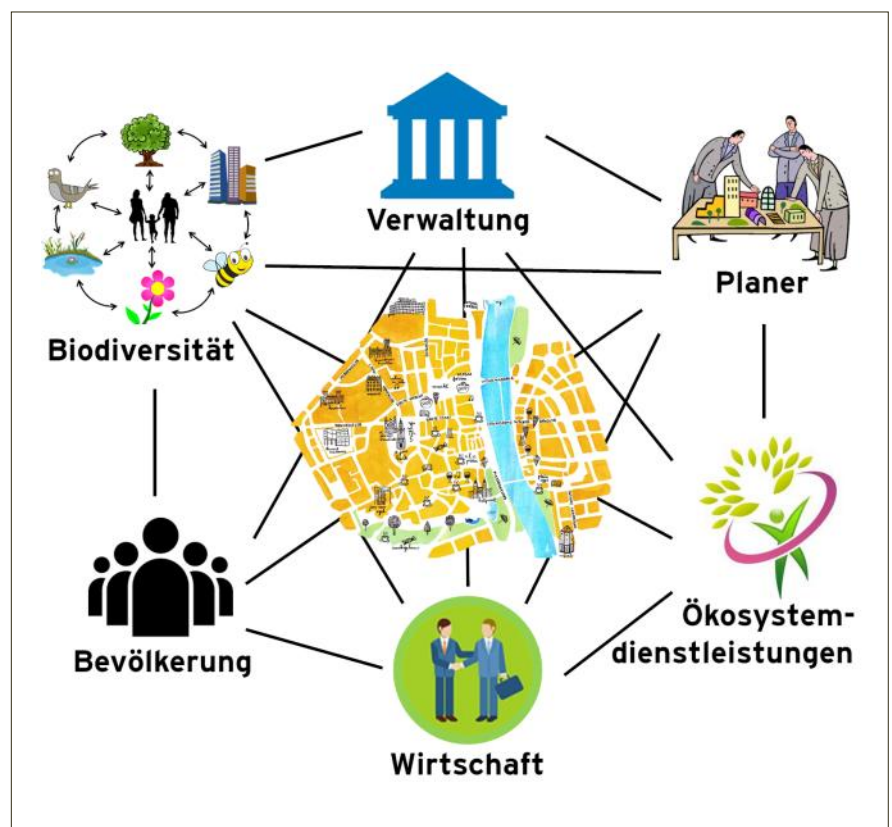 Verwaltung
Planer
Biodiversität
Bevölkerung
Ökosystem-
dienstleistungen
Wirtschaft